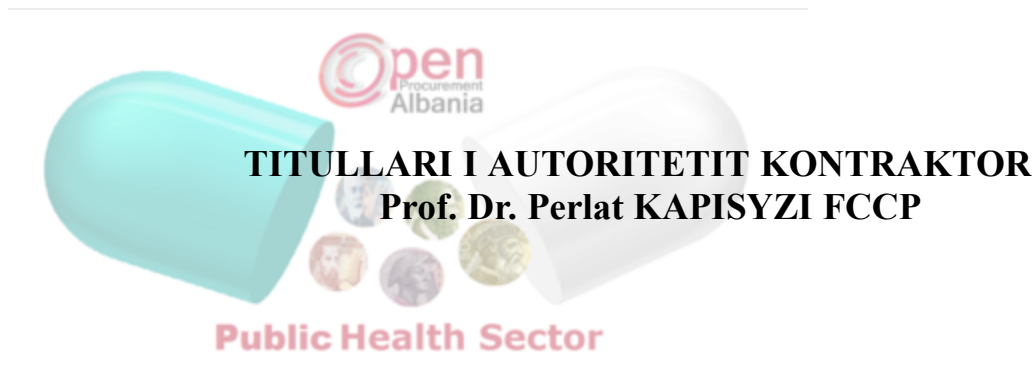 Open
Procurement
Albania
TITULLARI I AUTORITETIT KONTRAKTOR
Prof. Dr. Perlat KAPISYZI FCCP
Public Health Sector